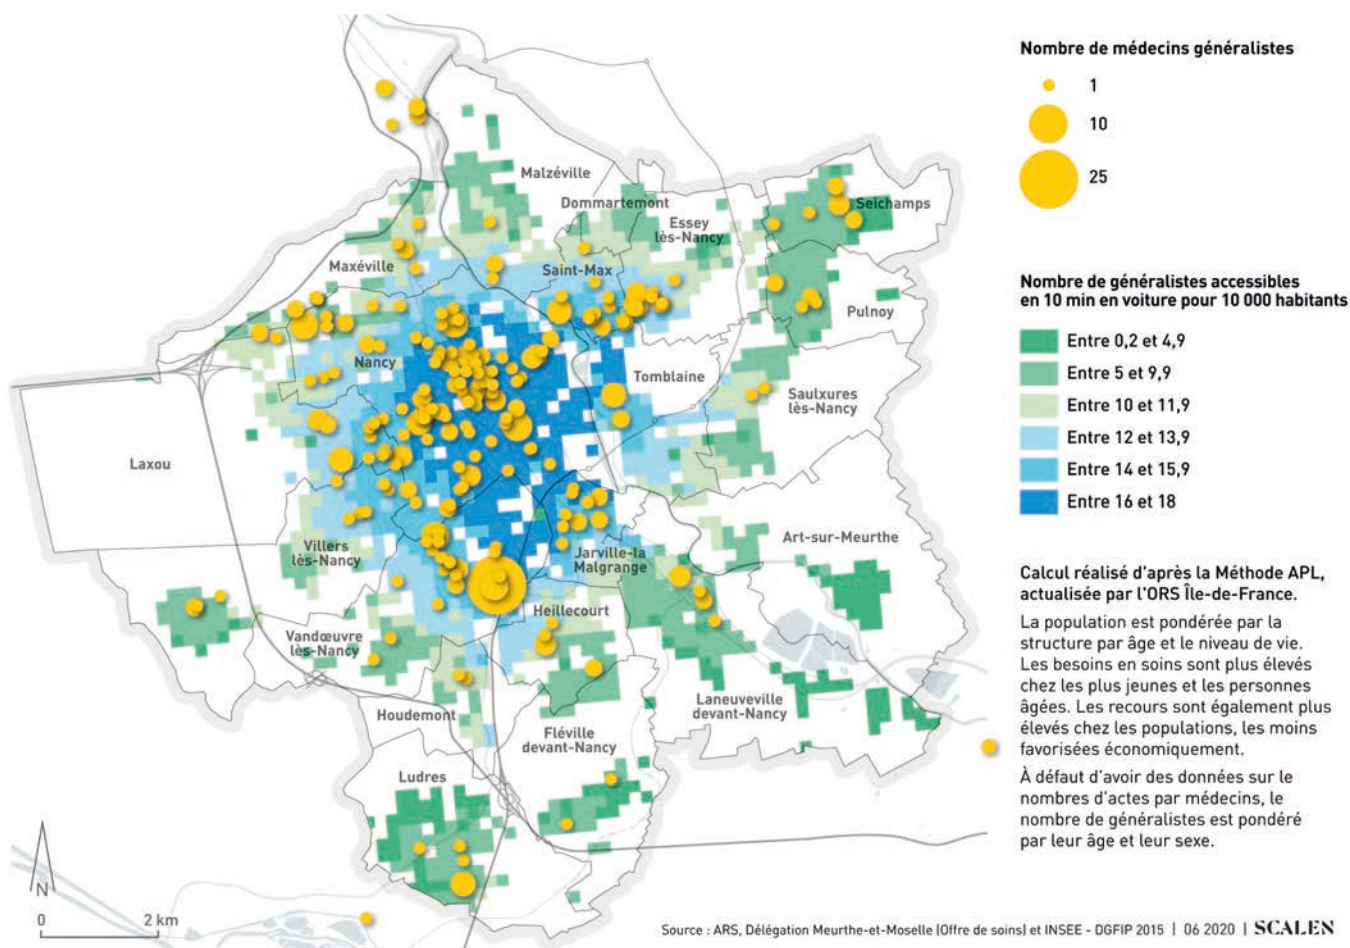 Nombre de médecins généralistes
1
10
25
Nombre de généralistes accessibles
en 10 min en voiture pour 10 000 habitants
Entre 0,2 et 4,9
Entre 5 et 9,9
Entre 10 et 11,9
Entre 12 et 13,9
Entre 14 et 15,9
Entre 16 et 18
Calcul réalisé d'après la Méthode APL,
actualisée par l'ORS Île-de-France.
La population est pondérée par la
structure par âge et le niveau de vie.
Les besoins en soins sont plus élevés
chez les plus jeunes et les personnes
âgées. Les recours sont également plus
élevés chez les populations, les moins
favorisées économiquement.
À défaut d'avoir des données sur le
nombres d'actes par médecins, le
nombre de généralistes est pondéré
par leur âge et leur sexe.
Malzéville
Dommartemont
Seichamps
Essey
lès-Nancy
Maxéville
Saint-Max
Pulnoy
Nancy
Tomblaine
Saulxures
lès-Nancy
Laxou
Art-sur-Meurthe
Villers
lès-Nancy
Jarville-la
Malgrange
Heillecourt
Vandœuvre
lès-Nancy
Laneuveville
devant-Nancy
Houdemont
Fléville
devant-Nancy
Ludres
N
0 2 km
Source : ARS, Délégation Meurthe-et-Moselle (Offre de soins) et INSEE - DGFIP 2015 | 06 2020 | SCALEN